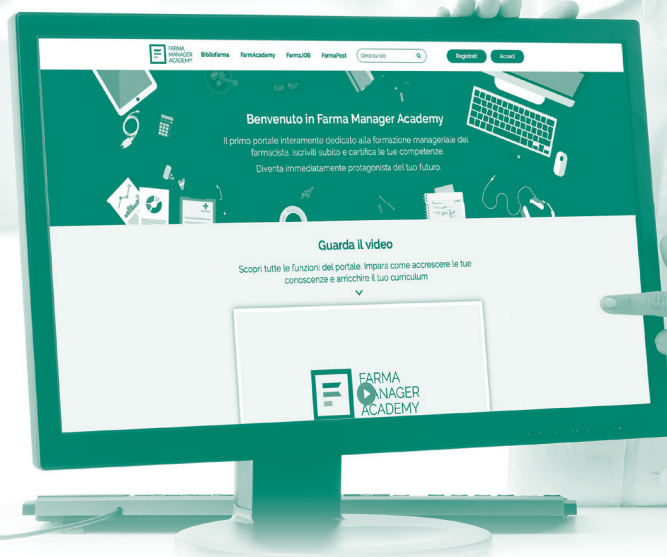 FARMA
MANAGER
ACADEMY
Bibliofarma FarmAcademy FarmaJOB FarmaPost Cerca sul sito Registrati Accedi
Benvenuto in Farma Manager Academy
Il primo portale interamente dedicato alla formazione manageriale del
farmacista. Iscriviti subito e certifica le tue competenze.
Diventa immediatamente protagonista del tuo futuro.
Guarda il video
Scopri tutte le funzioni del portale. Impara come accrescere le tue
conoscenze e arricchire il tuo curriculum
FARMA
MANAGER
ACADEMY